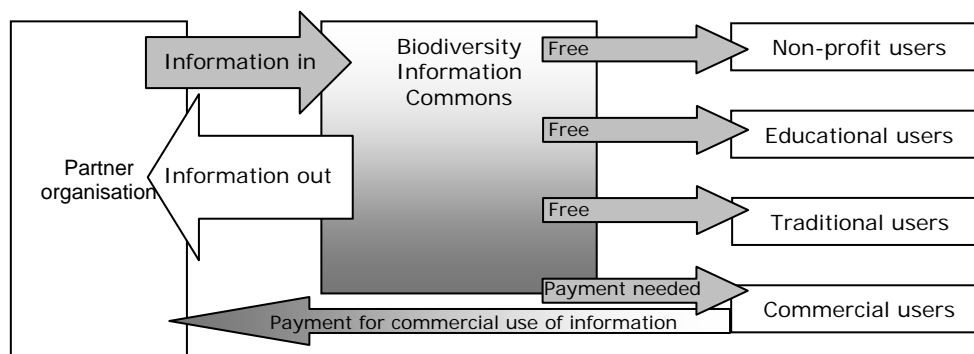 Partner
organisation
Information in
Information out
Biodiversity
Information
Commons
Free
Non-profit users
Free
Educational users
Free
Traditional users
Payment needed
Commercial users
Payment for commercial use of information